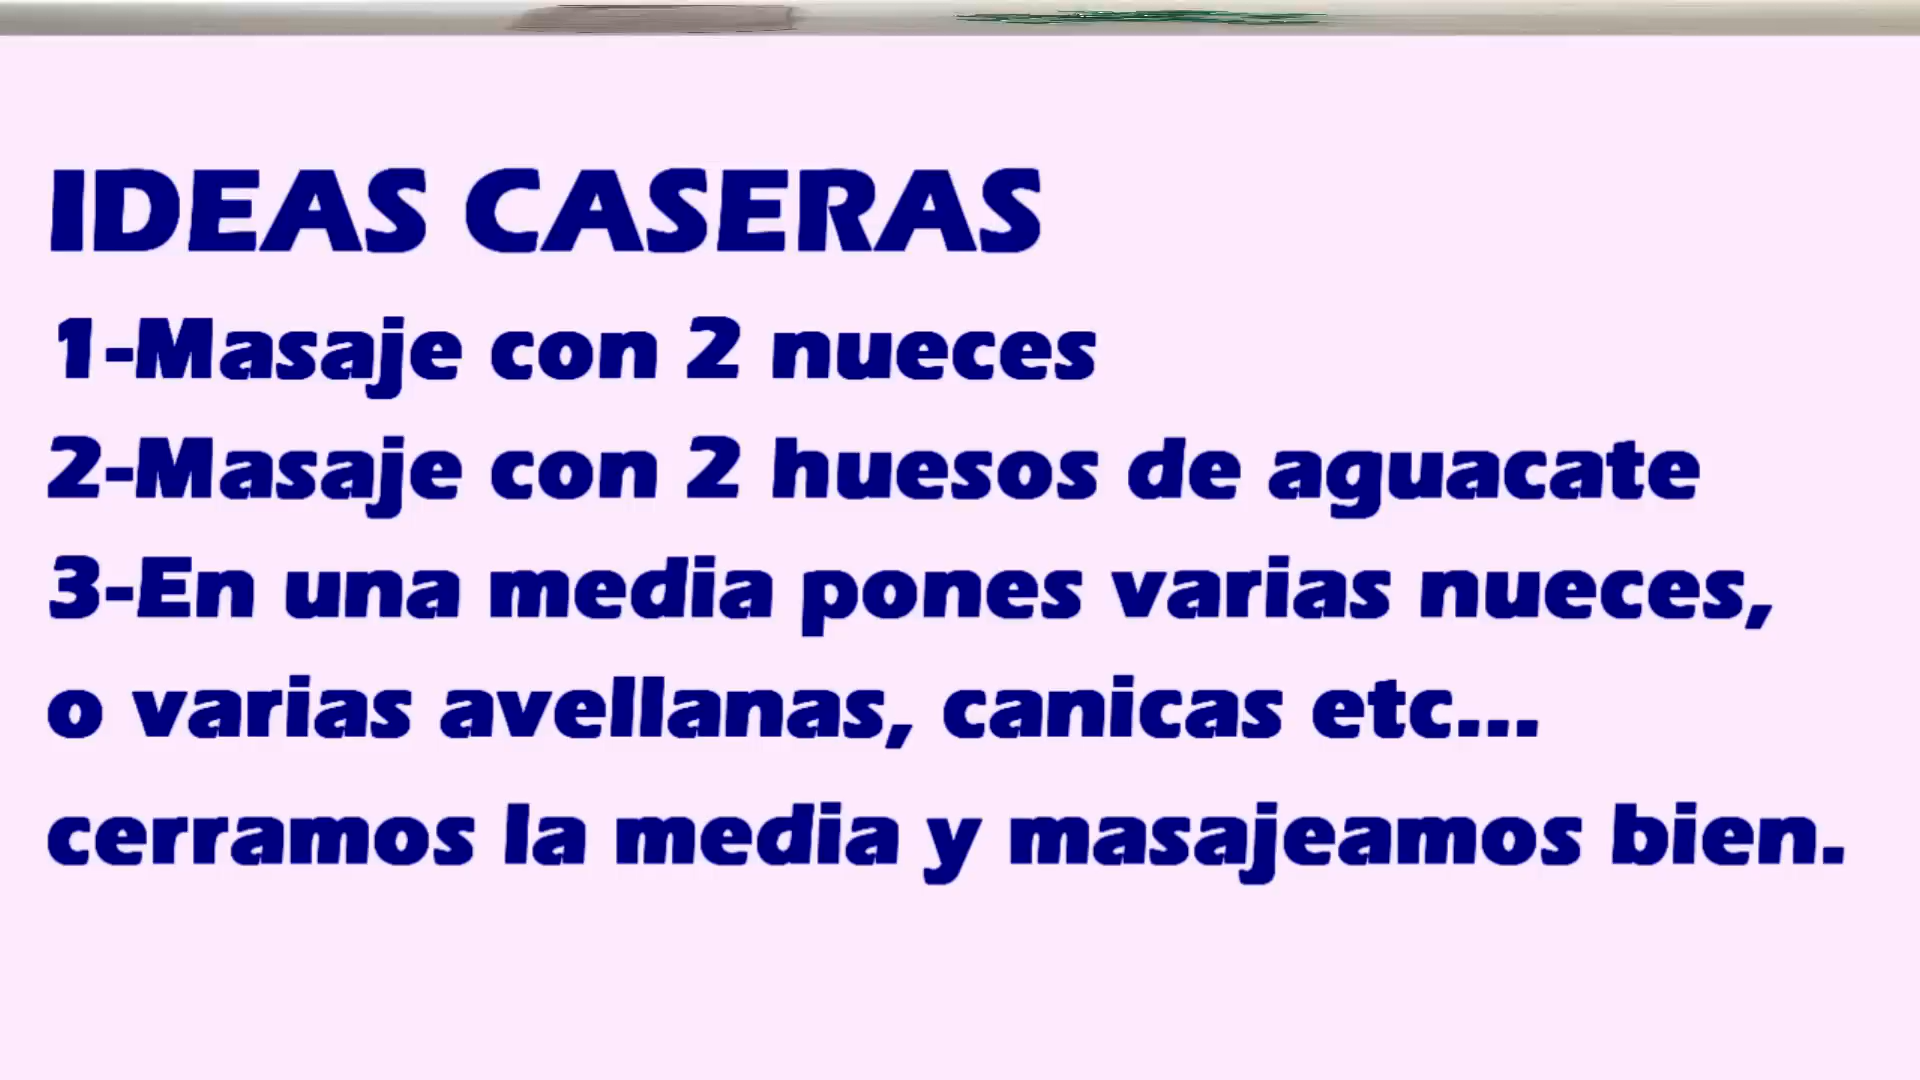 IDEAS CASERAS
1-Masaje con 2 nueces
2-Masaje con 2 huesos de aguacate
3-En una media pones varias nueces,
o varias avellanas, canicas etc...
cerramos la media y masajeamos bien.